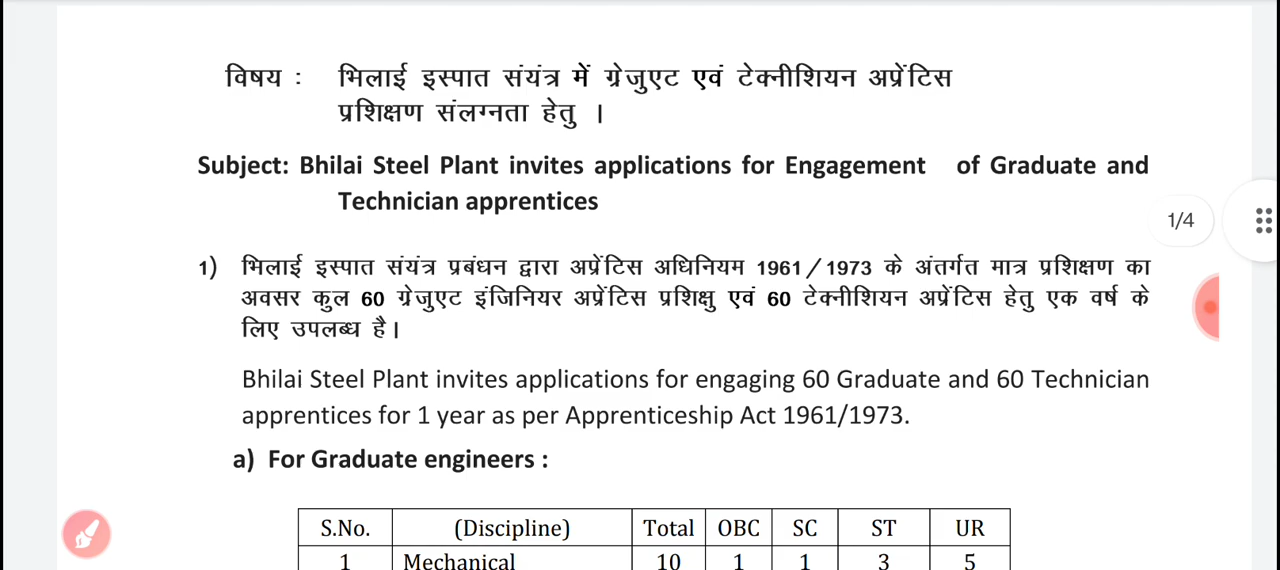 विषय : भिलाई इस्पात संयंत्र में ग्रेजुएट एवं टेक्नीशियन अप्रेंटिस
प्रशिक्षण संलग्नता हेतु ।
Subject: Bhilai Steel Plant invites applications for Engagement of Graduate and
Technician apprentices
1/4
1) भिलाई इस्पात संयंत्र प्रबंधन द्वारा अप्रेंटिस अधिनियम 1961/1973 के अंतर्गत मात्र प्रशिक्षण का
अवसर कुल 60 ग्रेजुएट इंजिनियर अप्रेंटिस प्रशिक्षु एवं 60 टेक्नीशियन अप्रेंटिस हेतु एक वर्ष के
लिए उपलब्ध है।
Bhilai Steel Plant invites applications for engaging 60 Graduate and 60 Technician
apprentices for 1 year as per Apprenticeship Act 1961/1973.
a) For Graduate engineers :
S.No. (Discipline) Total OBC SC ST UR
1 Mechanical 10 1 1 3 5